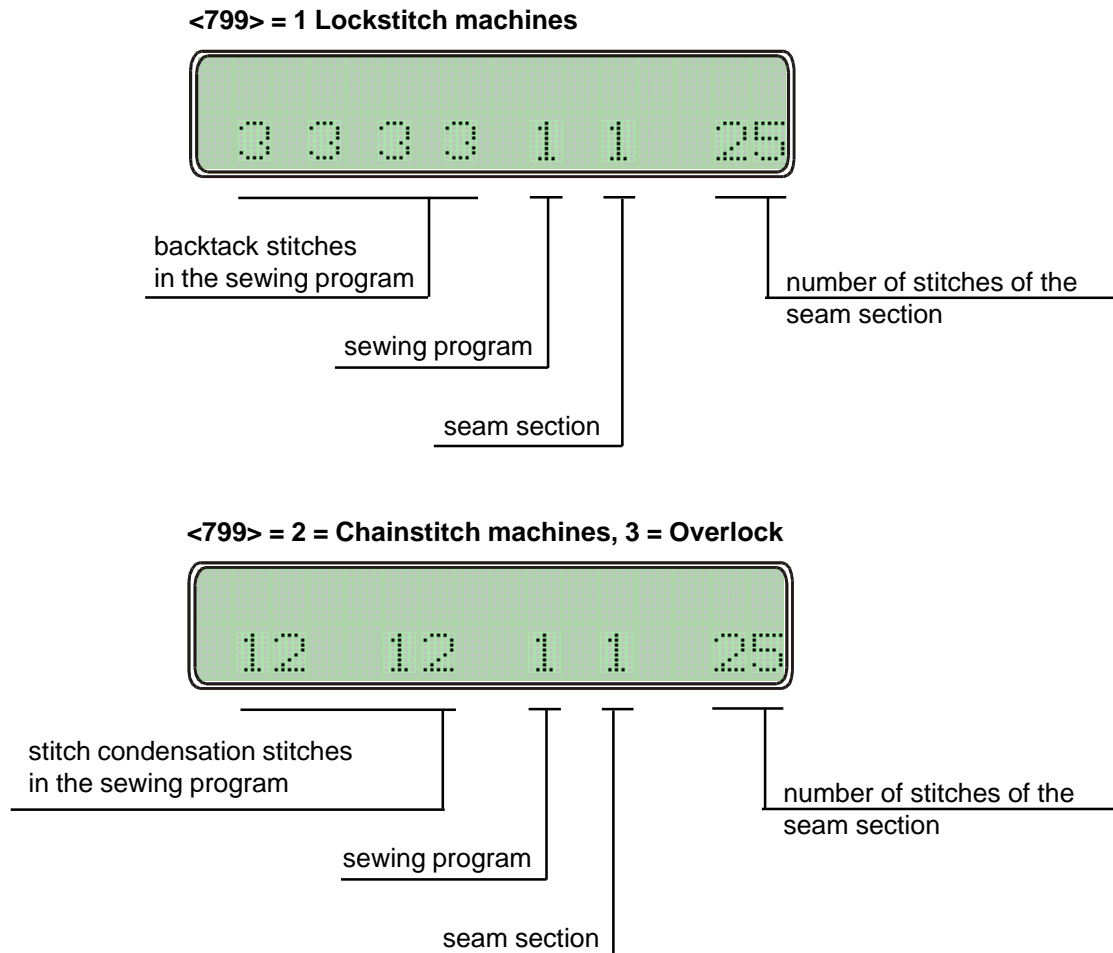 <799> = 1 Lockstitch machines
3 3 3 3 1 1 25
backtack stitches
in the sewing program
number of stitches of the
seam section
sewing program
seam section
<799> = 2 = Chainstitch machines, 3 = Overlock
12 12 1 1 25
stitch condensation stitches
in the sewing program
number of stitches of the
seam section
sewing program
seam section